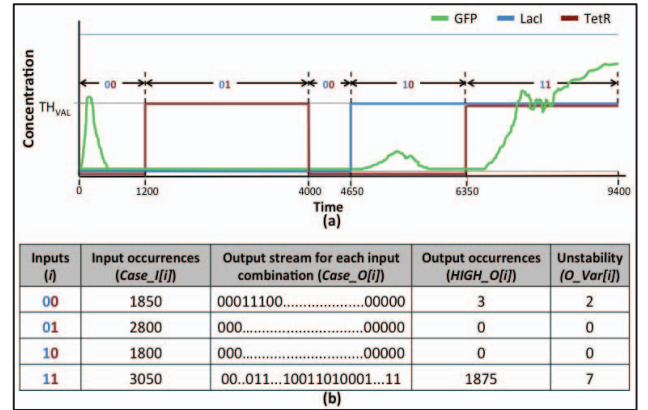 GFP LacI TetR
Concentration
TH_VAL
00 01 00 10 11
0 1200 4000 4650 6350 9400
Time
(a)
Inputs (i) Input occurrences (Case_I[i]) Output stream for each input combination (Case_O[i]) Output occurrences (HIGH_O[i]) Unstability (O_Var[i])
00 1850 00011100....................00000 3 2
01 2800 000.............................00000 0 0
10 1800 000.............................00000 0 0
11 3050 00..011...10011010001...11 1875 7
(b)